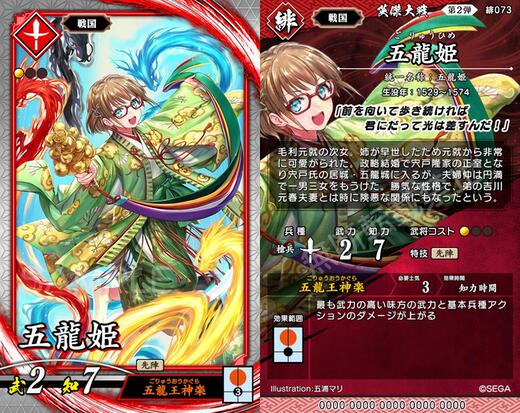 戦国
五龍姫
先陣
武2 知7
ごりゅうおうかぐら
五龍王神楽
3
緋
戦国
英傑大戦
第2弾
緋073
ごりゅうひめ
五龍姫
統一名称：五龍姫
生没年：1529〜1574
「前を向いて歩き続ければ
君にだって光は差すんだ！」
毛利元就の次女。姉が早世したため元就から非常
に可愛がられた。政略結婚で宍戸隆家の正室とな
り宍戸氏の居城・五龍城に入るが、夫婦仲は円満
で一男三女をもうけた。勝気な性格で、弟の吉川
元春夫妻とは時に険悪な関係にもなったという。
兵種 武力 知力 武将コスト
槍兵 2 7
特技 先陣
ごりゅうおうかぐら 必要士気 効果時間
五龍王神楽 3 知力時間
効果範囲
最も武力の高い味方の武力と基本兵種アク
ションのダメージが上がる
Illustration:五浦マリ
©SEGA
0000 0000 0000 0000 0000